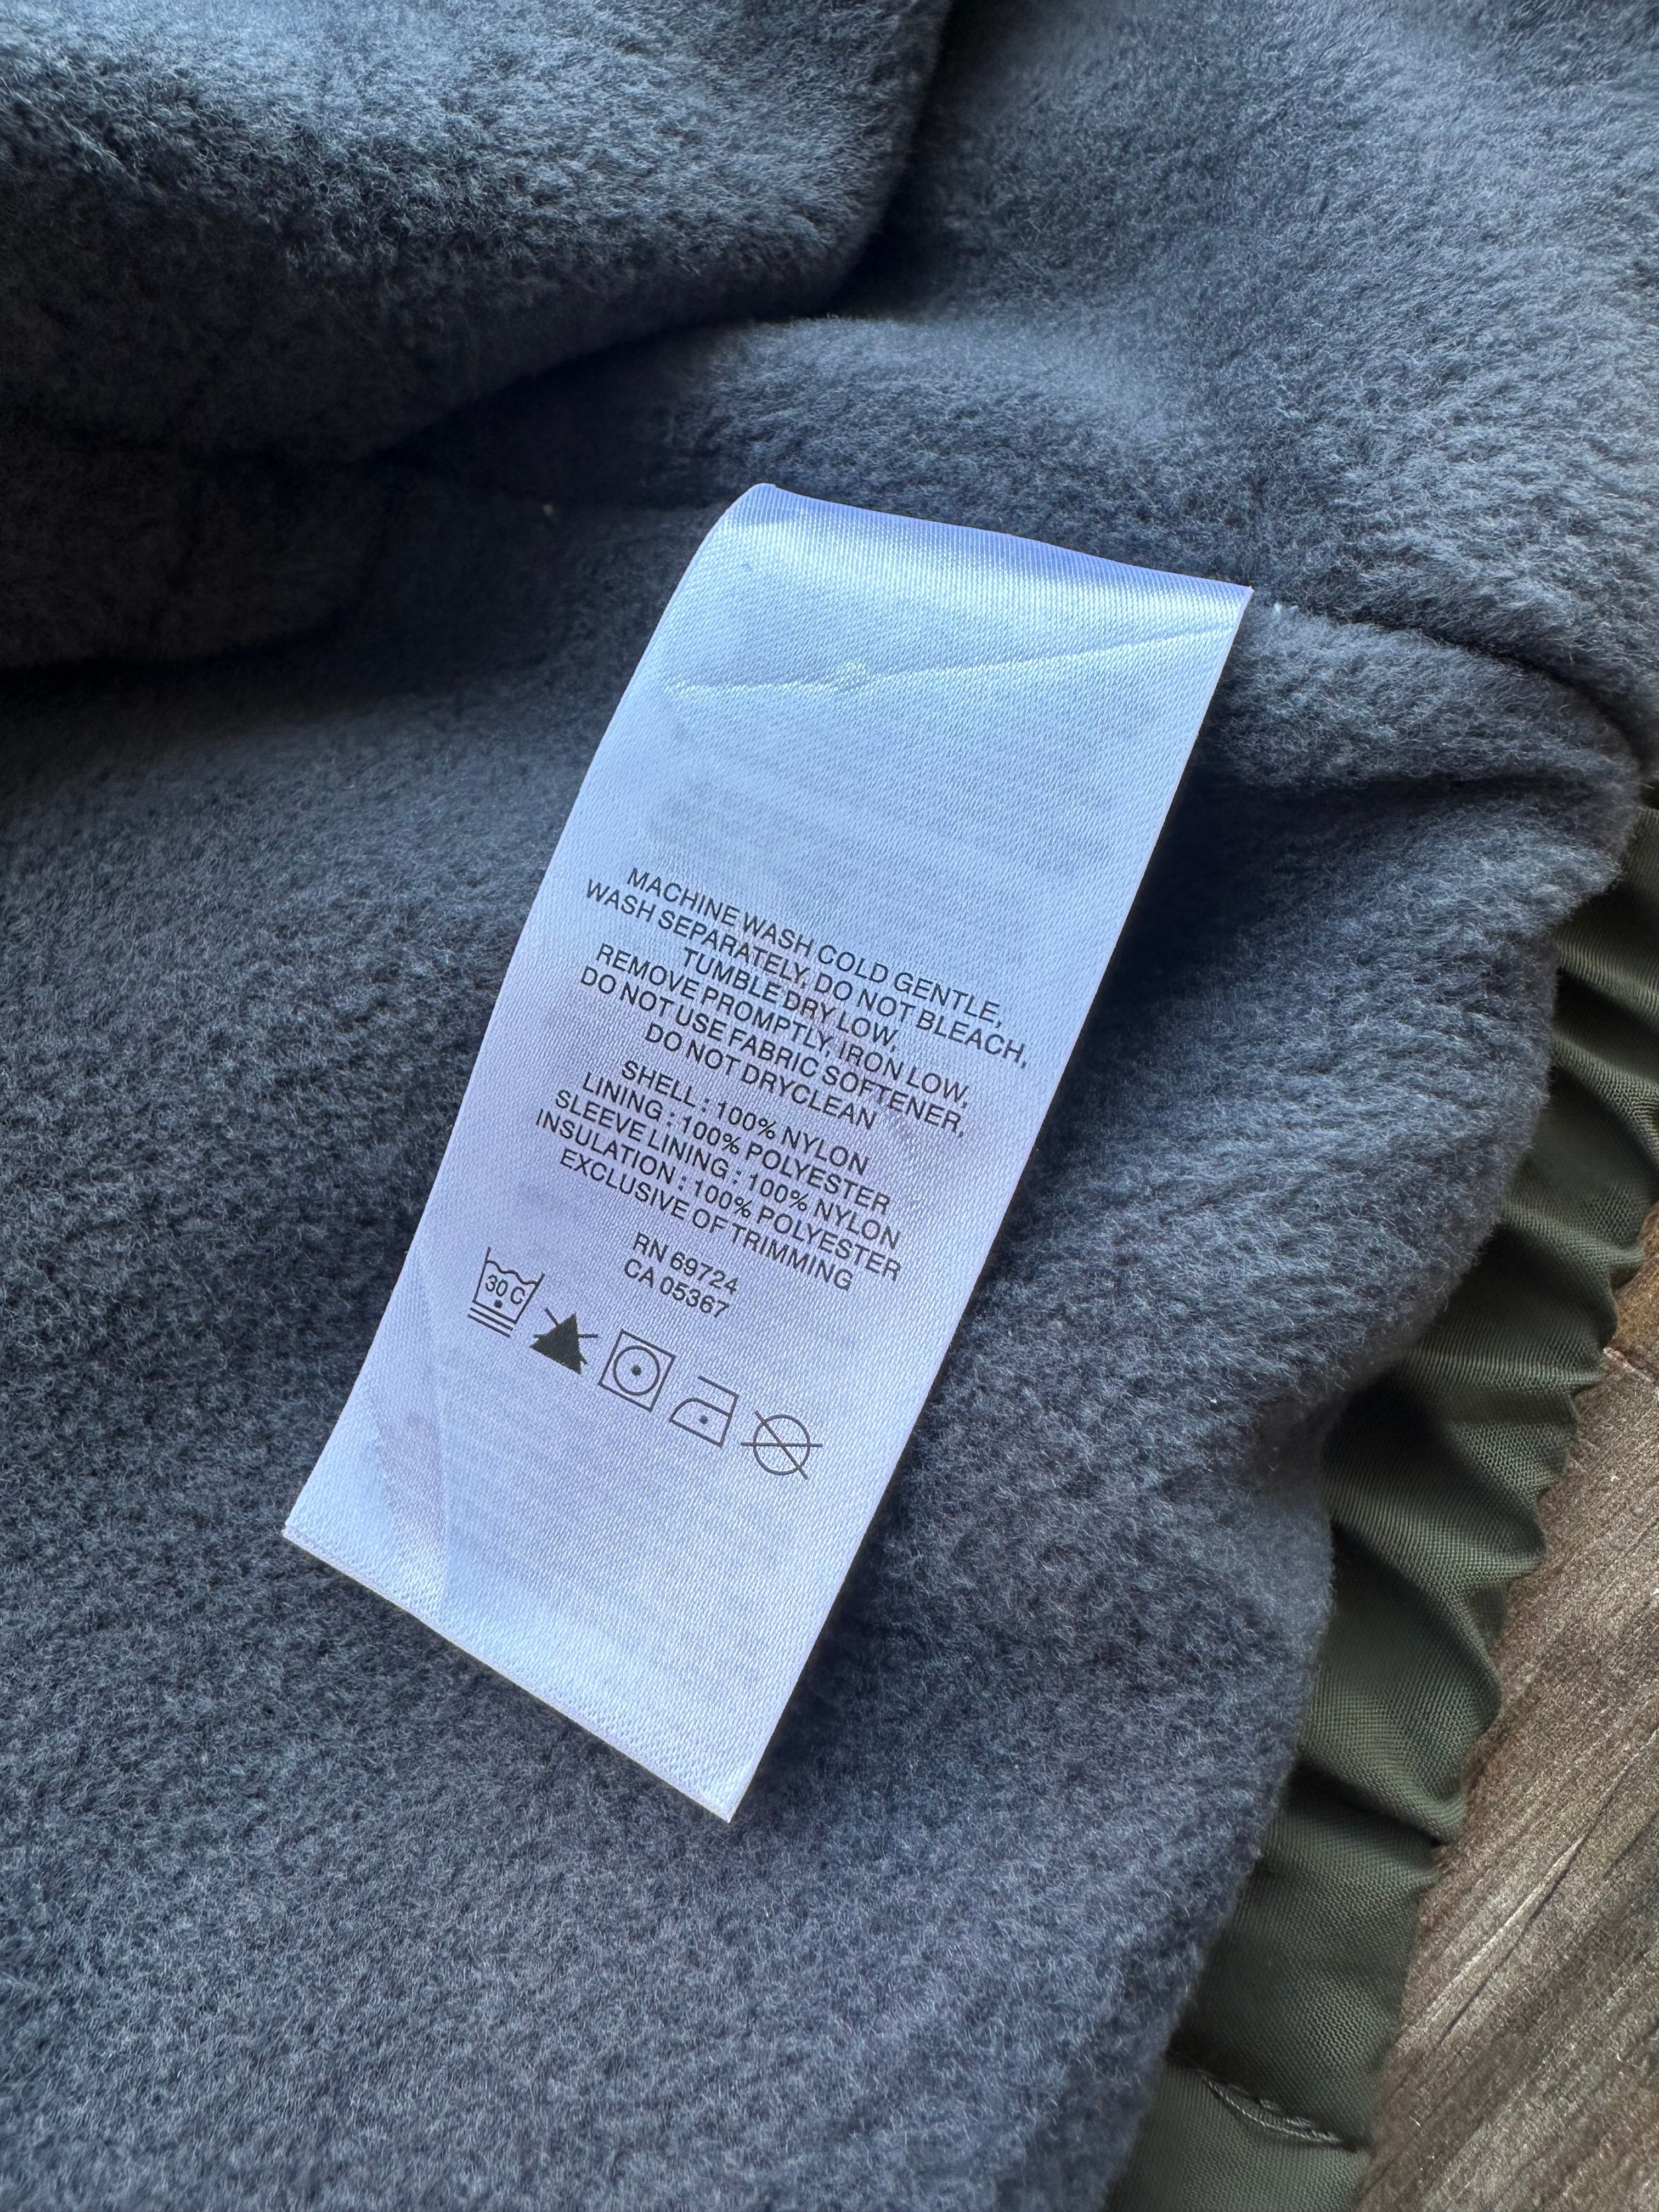 MACHINE WASH COLD GENTLE,
WASH SEPARATELY, DO NOT BLEACH,
TUMBLE DRY LOW,
REMOVE PROMPTLY, IRON LOW,
DO NOT USE FABRIC SOFTENER,
DO NOT DRYCLEAN
SHELL : 100% NYLON
LINING : 100% POLYESTER
SLEEVE LINING : 100% NYLON
INSULATION : 100% POLYESTER
EXCLUSIVE OF TRIMMING
RN 69724
CA 05367
30 C